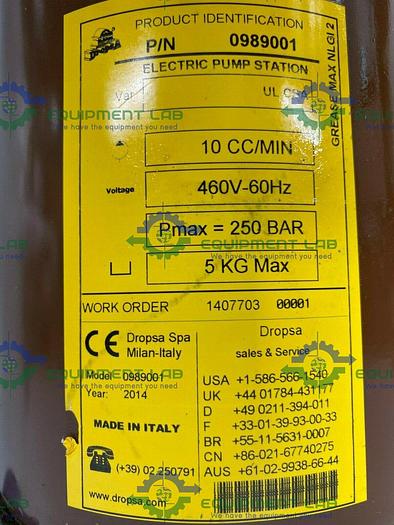 PRODUCT IDENTIFICATION
P/N 0989001
ELECTRIC PUMP STATION
Var UL CSA
GREASE MAX NLGI 2
10 CC/MIN
Voltage 460V-60Hz
Pmax = 250 BAR
5 KG Max
WORK ORDER 1407703 00001
CE Dropsa Spa
Milan-Italy
Model: 0989001
Year: 2014
MADE IN ITALY
(+39) 02.250791
www.dropsa.com
Dropsa
sales & Service
USA +1-586-566-1540
UK +44 01784-431177
D +49 0211-394-011
F +33-01-39-93-00-33
BR +55-11-5631-0007
CN +86-021-67740275
AUS +61-02-9938-66-44
EQUIPMENT LAB
We have the equipment you need